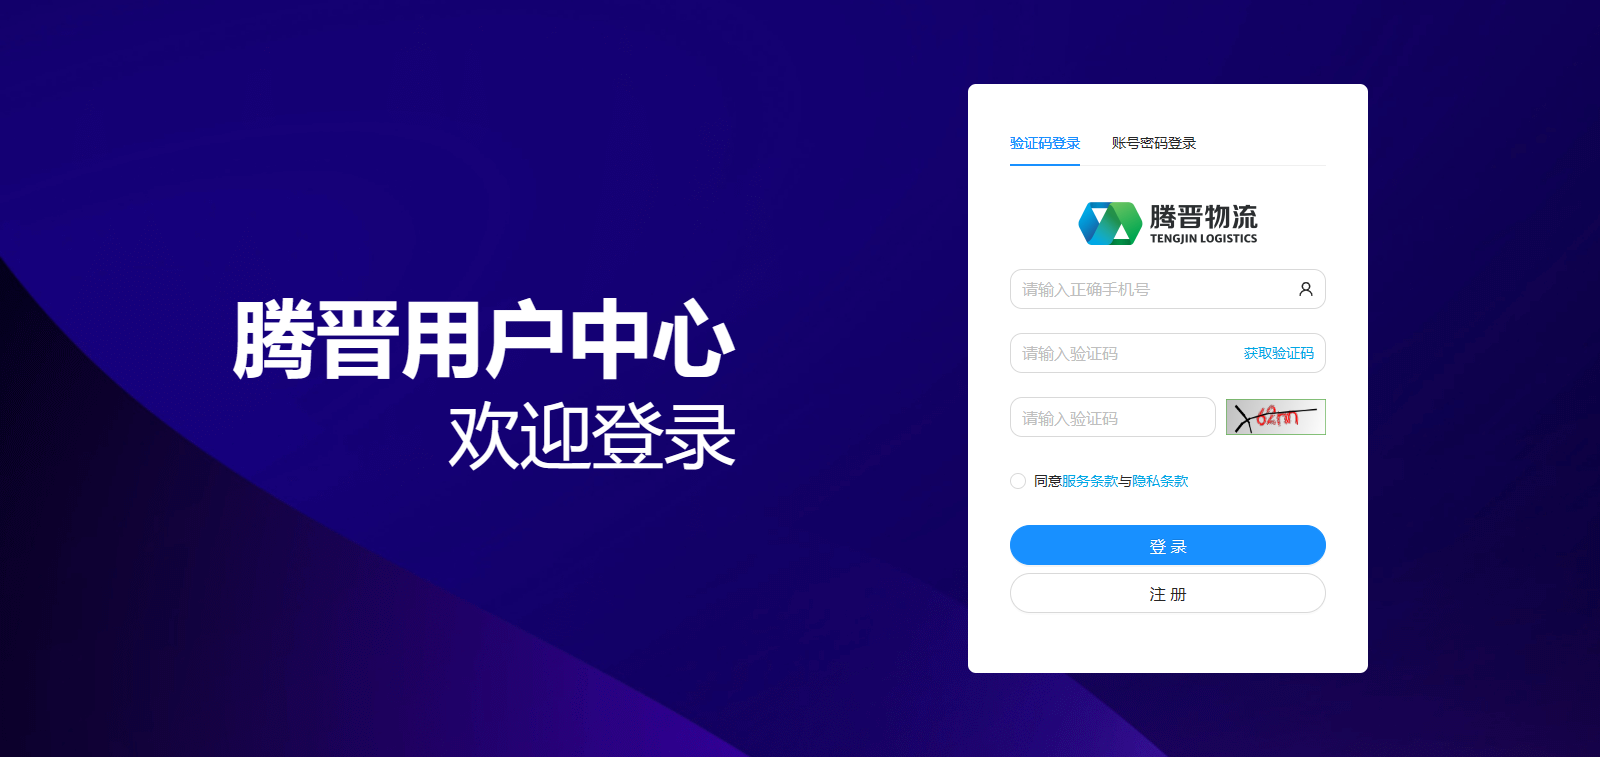 腾晋用户中心
欢迎登录
验证码登录 账号密码登录
腾晋物流
TENGJIN LOGISTICS
请输入正确手机号
请输入验证码 获取验证码
请输入验证码
同意服务条款与隐私条款
登 录
注 册